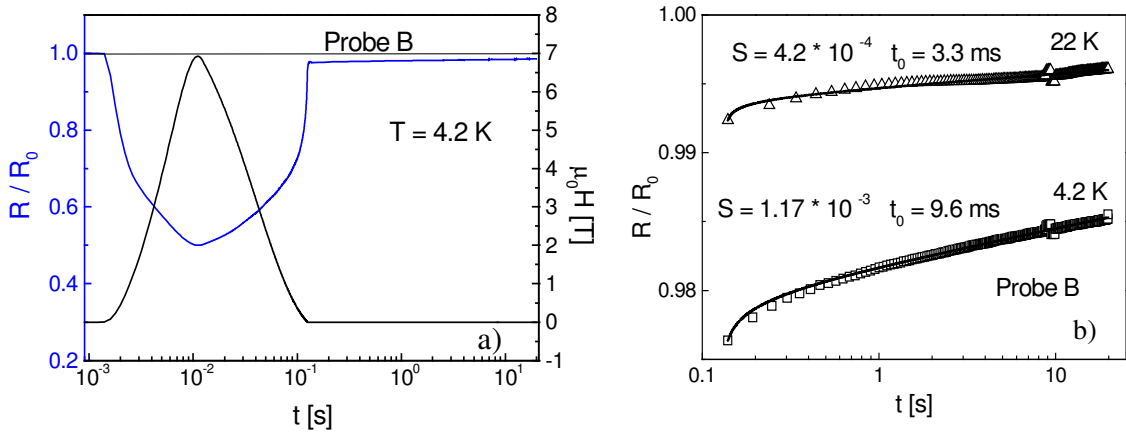 Probe B
T = 4.2 K
a)
R / R₀
1.0
0.8
0.6
0.4
0.2
8
7
6
5
4
3
2
1
0
-1
μ₀H [T]
10⁻³
10⁻²
10⁻¹
10⁰
10¹
t [s]
1.00
0.99
0.98
0.975
R / R₀
S = 4.2 * 10⁻⁴ t₀ = 3.3 ms
22 K
S = 1.17 * 10⁻³ t₀ = 9.6 ms
4.2 K
Probe B
b)
0.1
1
10
t [s]